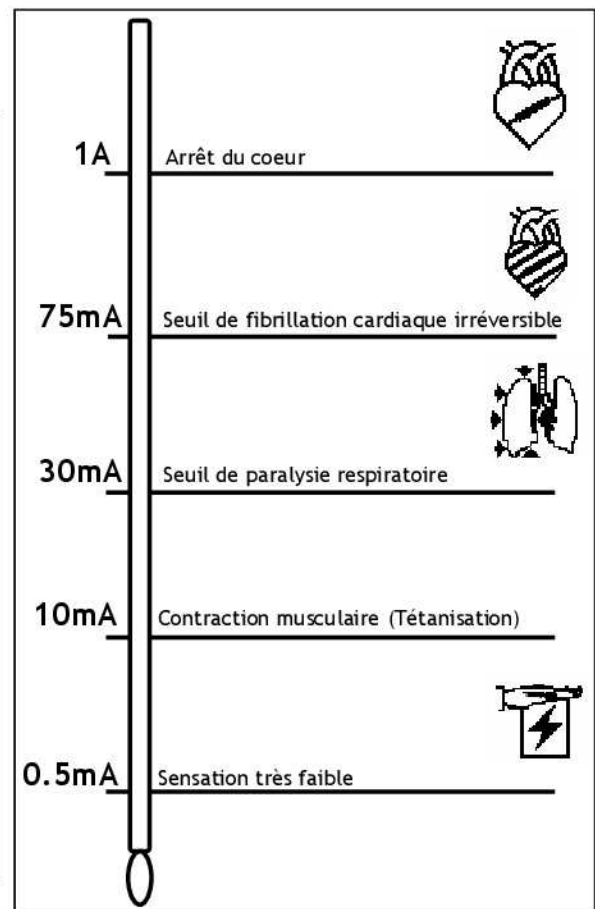 1A Arrêt du coeur
75mA Seuil de fibrillation cardiaque irréversible
30mA Seuil de paralysie respiratoire
10mA Contraction musculaire (Tétanisation)
0.5mA Sensation très faible